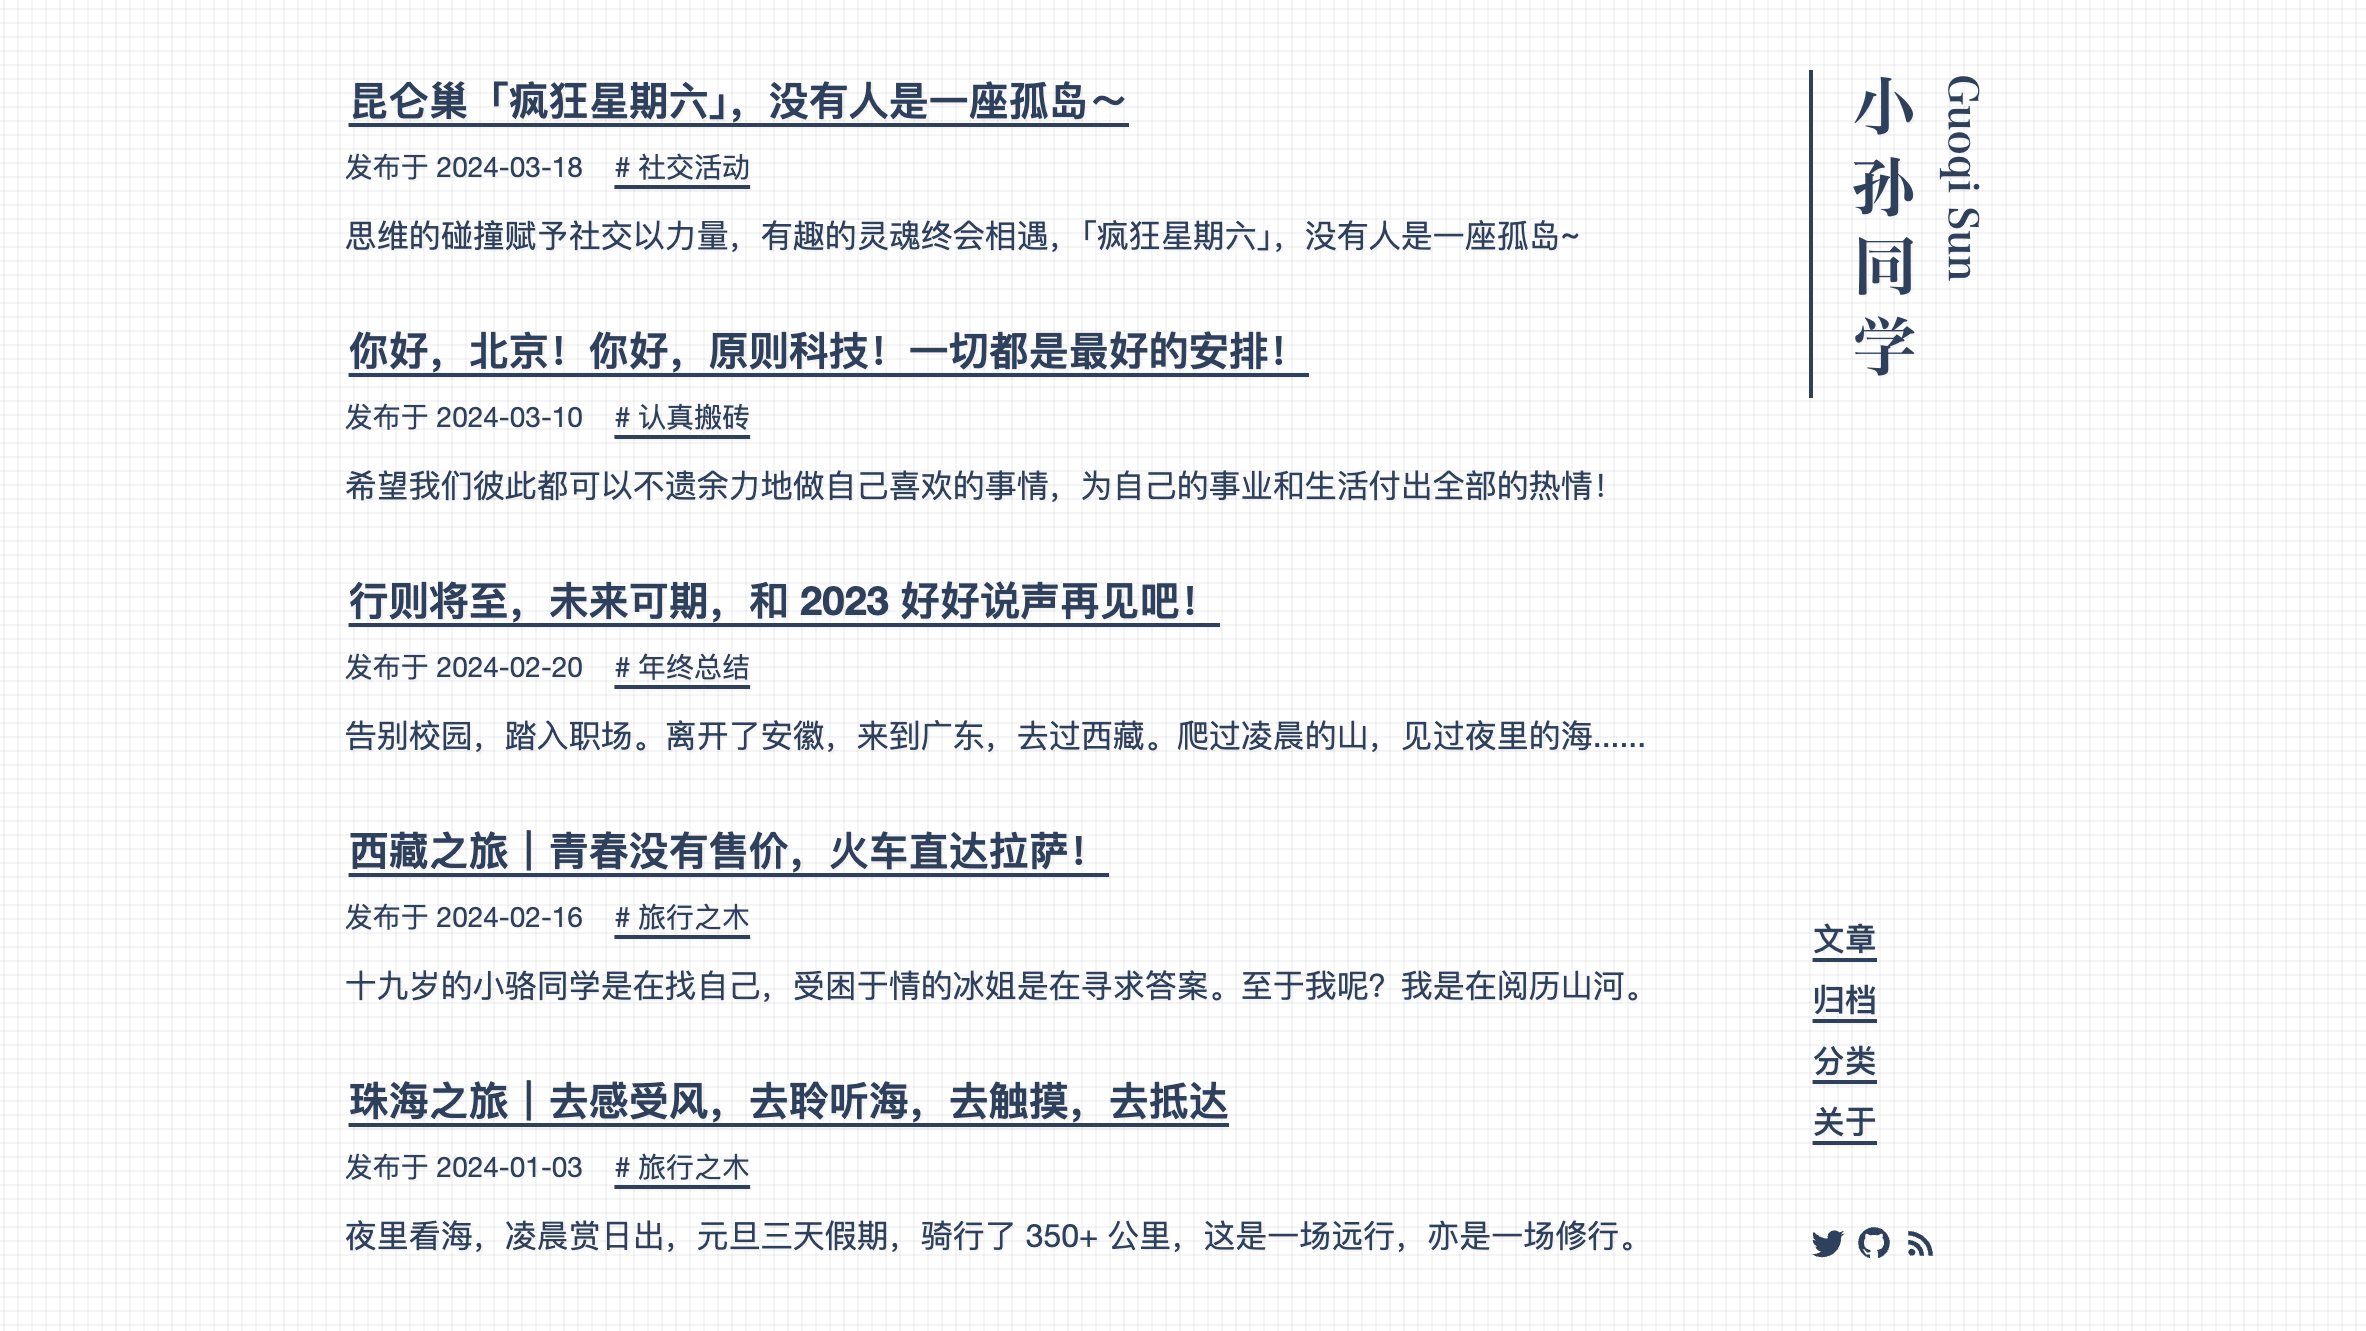 昆仑巢「疯狂星期六」，没有人是一座孤岛～
发布于 2024-03-18 # 社交活动
思维的碰撞赋予社交以力量，有趣的灵魂终会相遇，「疯狂星期六」，没有人是一座孤岛~
你好，北京！你好，原则科技！一切都是最好的安排！
发布于 2024-03-10 # 认真搬砖
希望我们彼此都可以不遗余力地做自己喜欢的事情，为自己的事业和生活付出全部的热情！
行则将至，未来可期，和 2023 好好说声再见吧！
发布于 2024-02-20 # 年终总结
告别校园，踏入职场。离开了安徽，来到广东，去过西藏。爬过凌晨的山，见过夜里的海......
西藏之旅｜青春没有售价，火车直达拉萨！
发布于 2024-02-16 # 旅行之木
十九岁的小骆同学是在找自己，受困于情的冰姐是在寻求答案。至于我呢？我是在阅历山河。
珠海之旅｜去感受风，去聆听海，去触摸，去抵达
发布于 2024-01-03 # 旅行之木
夜里看海，凌晨赏日出，元旦三天假期，骑行了 350+ 公里，这是一场远行，亦是一场修行。
Guoqi Sun
小孙同学
文章
归档
分类
关于